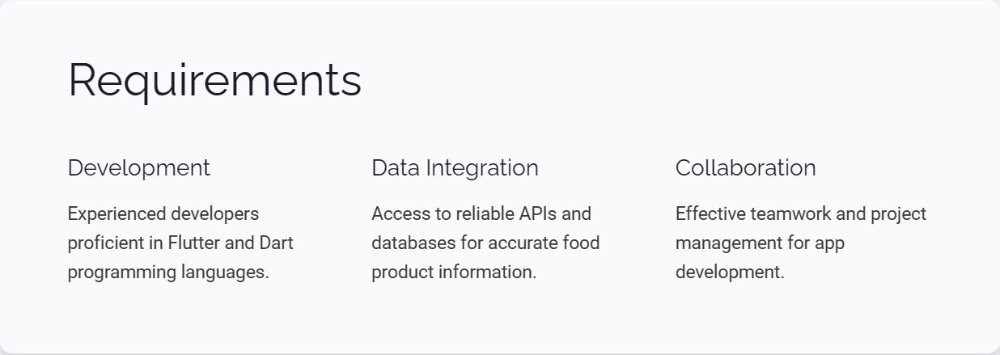 Requirements
Development
Experienced developers
proficient in Flutter and Dart
programming languages.
Data Integration
Access to reliable APIs and
databases for accurate food
product information.
Collaboration
Effective teamwork and project
management for app
development.